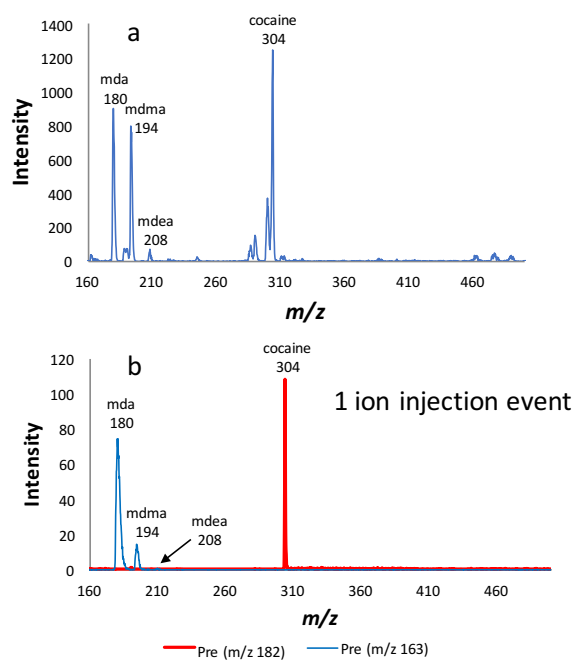 a
cocaine
304
mda
180
mdma
194
mdea
208
Intensity
1400
1200
1000
800
600
400
200
0
160 210 260 310 360 410 460
m/z
b
cocaine
304
1 ion injection event
mda
180
mdma
194
mdea
208
Intensity
120
100
80
60
40
20
0
160 210 260 310 360 410 460
m/z
Pre (m/z 182) Pre (m/z 163)